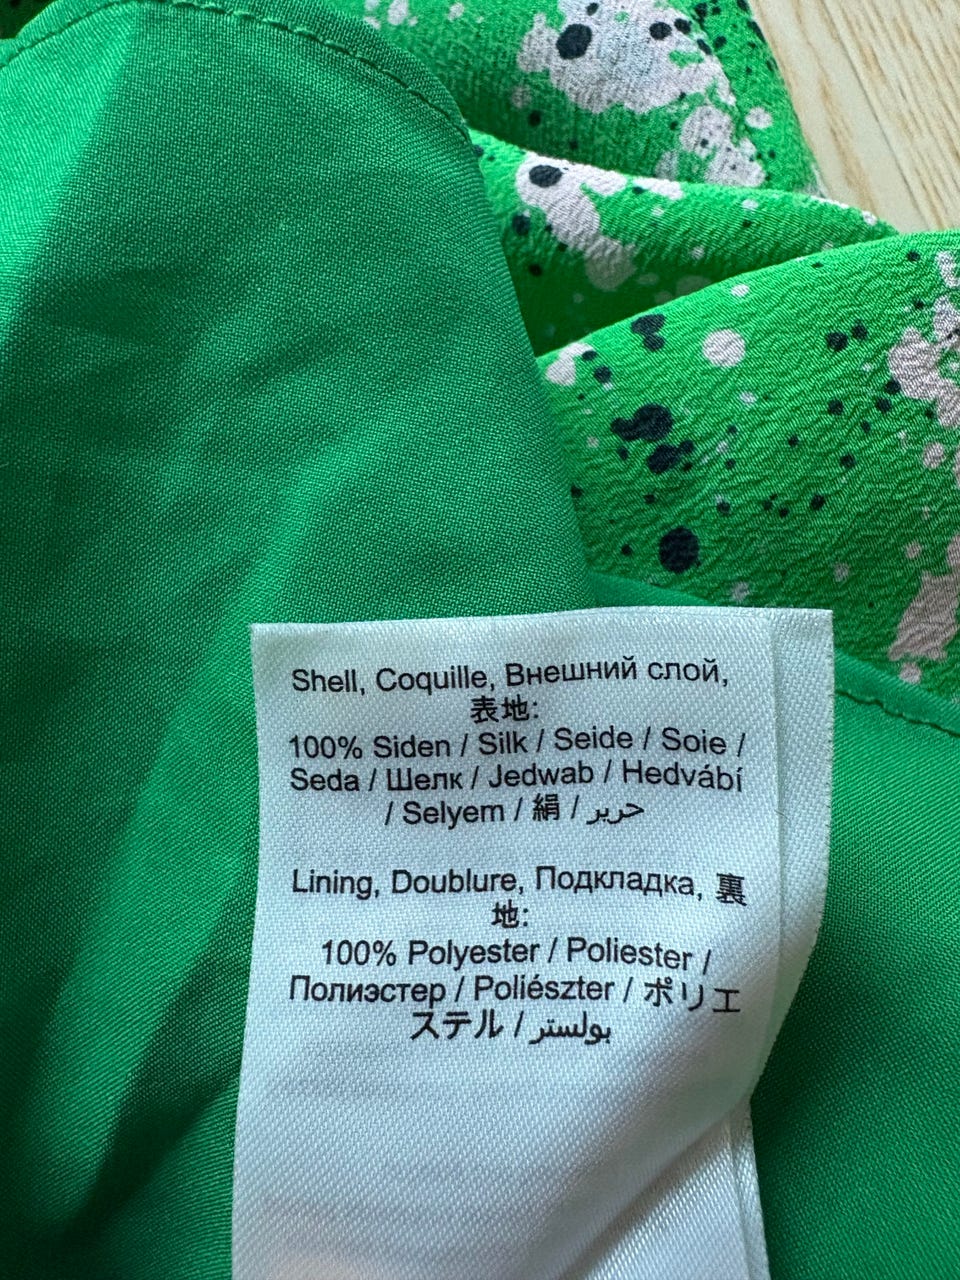 Shell, Coquille, Внешний слой,
表地:
100% Siden / Silk / Seide / Soie /
Seda / Шелк / Jedwab / Hedvábí
/ Selyem / 絹 / حرير
Lining, Doublure, Подкладка, 裏
地:
100% Polyester / Poliester /
Полиэстер / Poliészter / ポリエ
ステル / بولستر